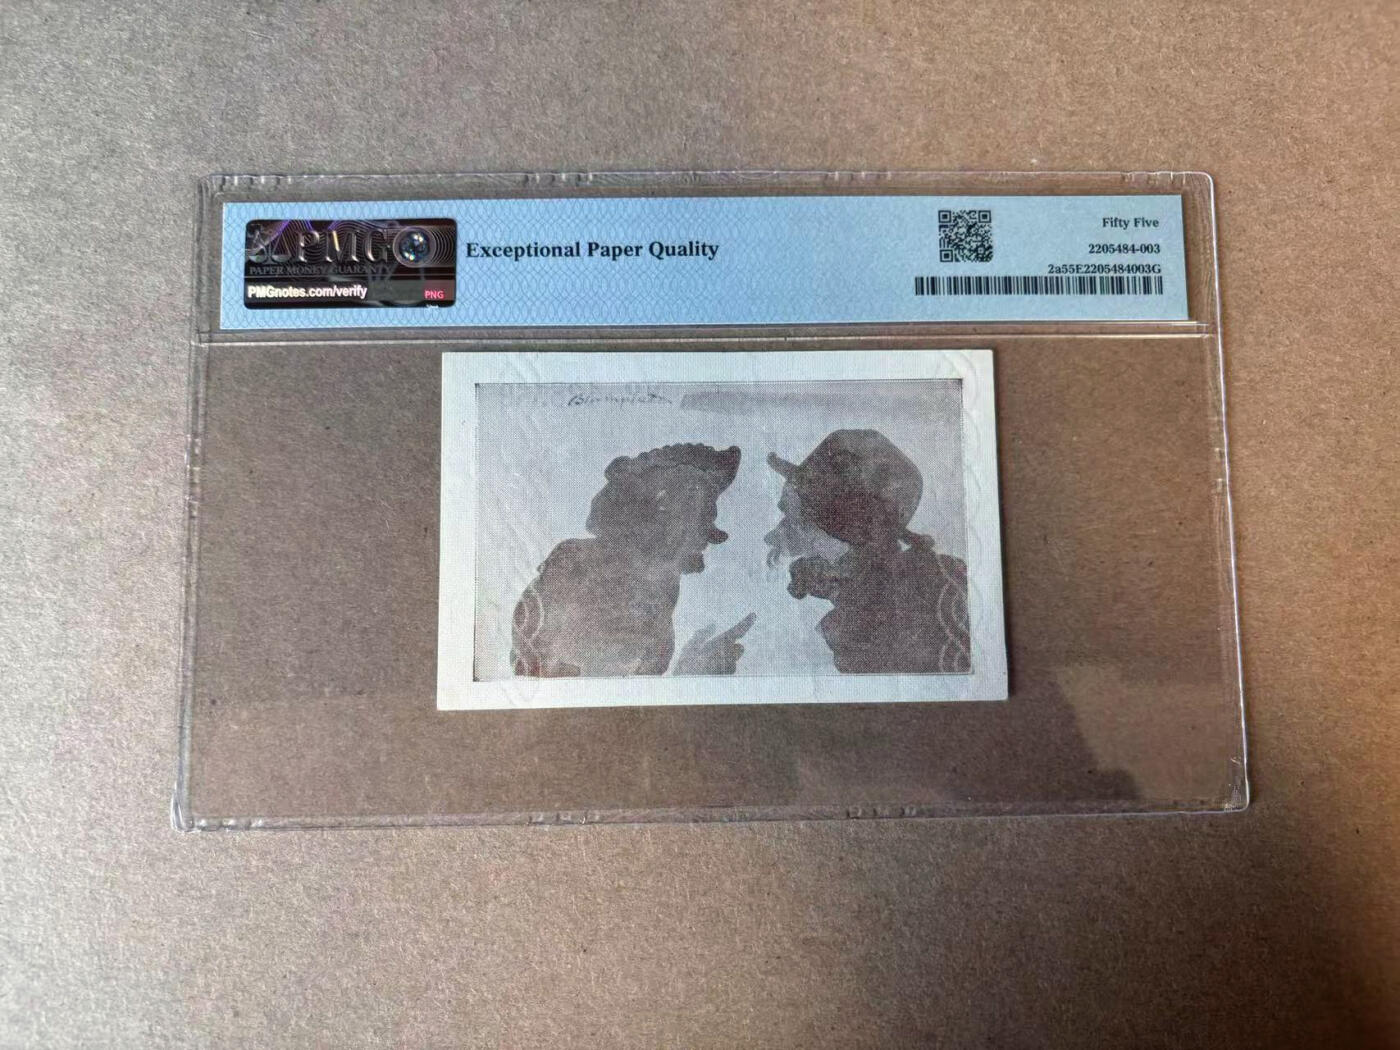 PMG
PAPER MONEY GUARANTY
PMGnotes.com/verify
PNG
Exceptional Paper Quality
Fifty Five
2205484-003
2a55E2205484003G